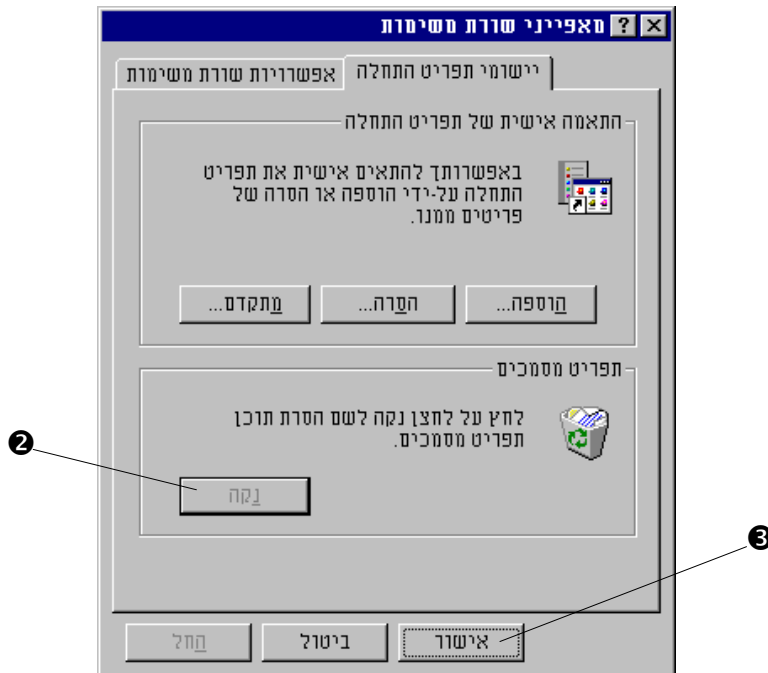 מאפייני שורת משימות
יישומי תפריט התחלה
אפשרויות שורת משימות
התאמה אישית של תפריט התחלה
באפשרותך להתאים אישית את תפריט
התחלה על-ידי הוספה או הסרה של
פריטים ממנו.
הוספה...
הסרה...
מתקדם...
תפריט מסמכים
לחץ על לחצן נקה לשם הסרת תוכן
תפריט מסמכים.
❷
נקה
❸
אישור
ביטול
החל